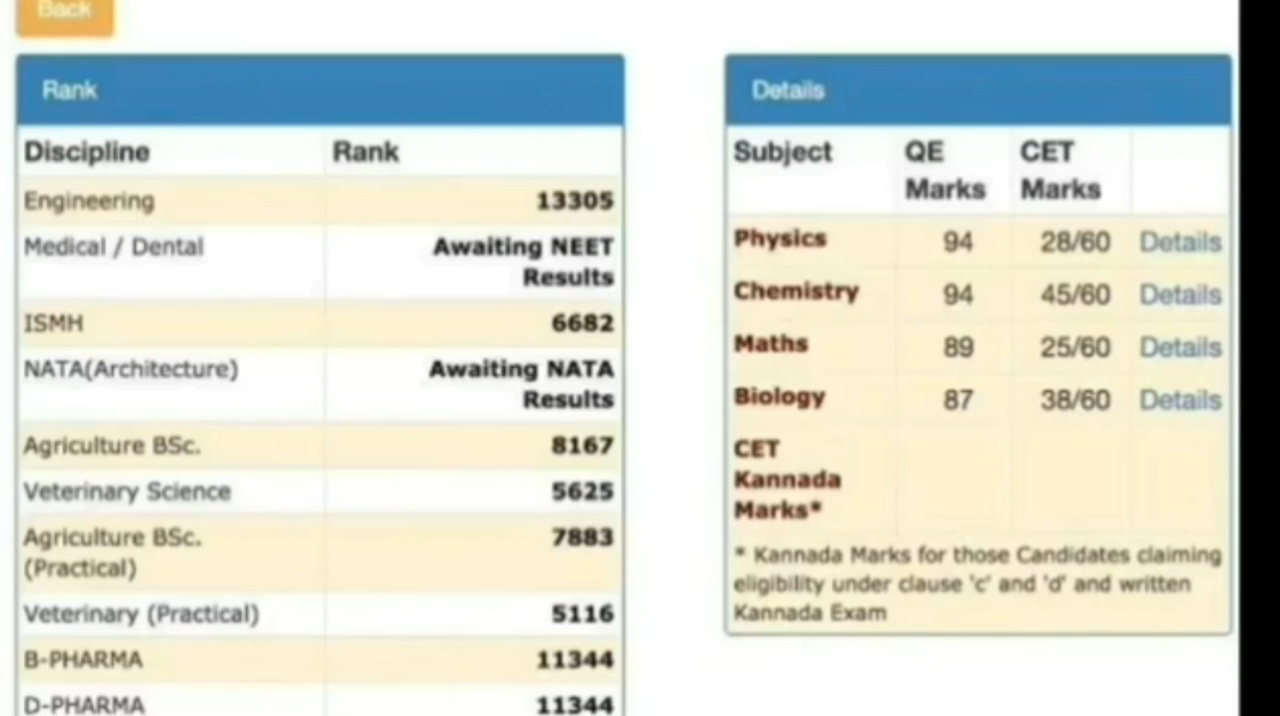 Back
Rank
Discipline Rank
Engineering 13305
Medical / Dental Awaiting NEET
Results
ISMH 6682
NATA(Architecture) Awaiting NATA
Results
Agriculture BSc. 8167
Veterinary Science 5625
Agriculture BSc. 7883
(Practical)
Veterinary (Practical) 5116
B-PHARMA 11344
D-PHARMA 11344
Details
Subject QE CET
Marks Marks
Physics 94 28/60 Details
Chemistry 94 45/60 Details
Maths 89 25/60 Details
Biology 87 38/60 Details
CET
Kannada
Marks*
* Kannada Marks for those Candidates claiming
eligibility under clause 'c' and 'd' and written
Kannada Exam